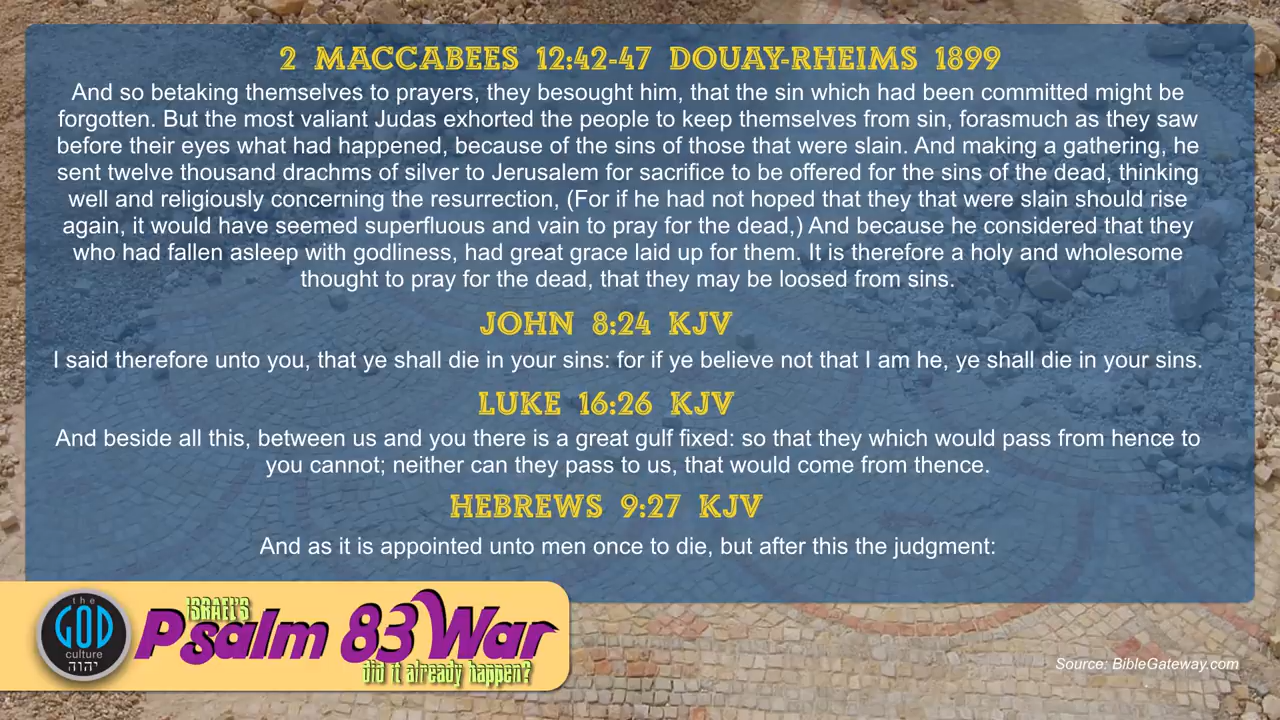 2 MACCABEES 12:42-47 DOUAY-RHEIMS 1899
And so betaking themselves to prayers, they besought him, that the sin which had been committed might be
forgotten. But the most valiant Judas exhorted the people to keep themselves from sin, forasmuch as they saw
before their eyes what had happened, because of the sins of those that were slain. And making a gathering, he
sent twelve thousand drachms of silver to Jerusalem for sacrifice to be offered for the sins of the dead, thinking
well and religiously concerning the resurrection, (For if he had not hoped that they that were slain should rise
again, it would have seemed superfluous and vain to pray for the dead,) And because he considered that they
who had fallen asleep with godliness, had great grace laid up for them. It is therefore a holy and wholesome
thought to pray for the dead, that they may be loosed from sins.
JOHN 8:24 KJV
I said therefore unto you, that ye shall die in your sins: for if ye believe not that I am he, ye shall die in your sins.
LUKE 16:26 KJV
And beside all this, between us and you there is a great gulf fixed: so that they which would pass from hence to
you cannot; neither can they pass to us, that would come from thence.
HEBREWS 9:27 KJV
And as it is appointed unto men once to die, but after this the judgment:
the
GOD
culture
יהוה
ISRAEL'S
Psalm 83 War
did it already happen?
Source: BibleGateway.com